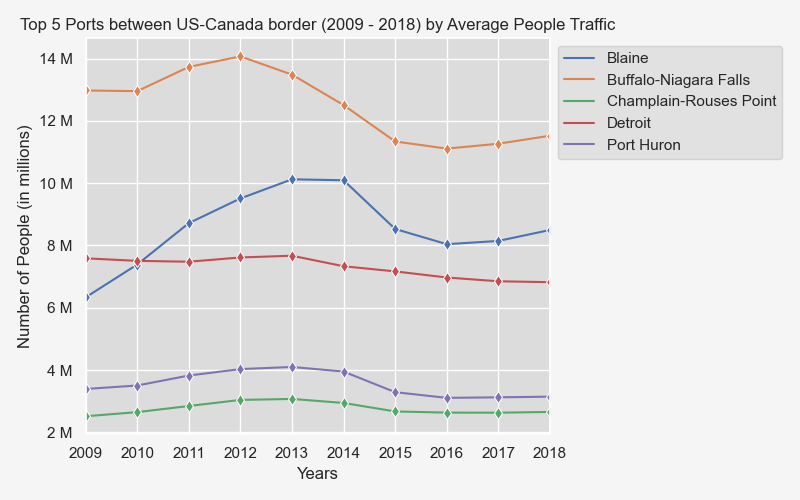 Top 5 Ports between US-Canada border (2009 - 2018) by Average People Traffic
14 M
12 M
10 M
8 M
6 M
4 M
2 M
Number of People (in millions)
2009 2010 2011 2012 2013 2014 2015 2016 2017 2018
Years
Blaine
Buffalo-Niagara Falls
Champlain-Rouses Point
Detroit
Port Huron